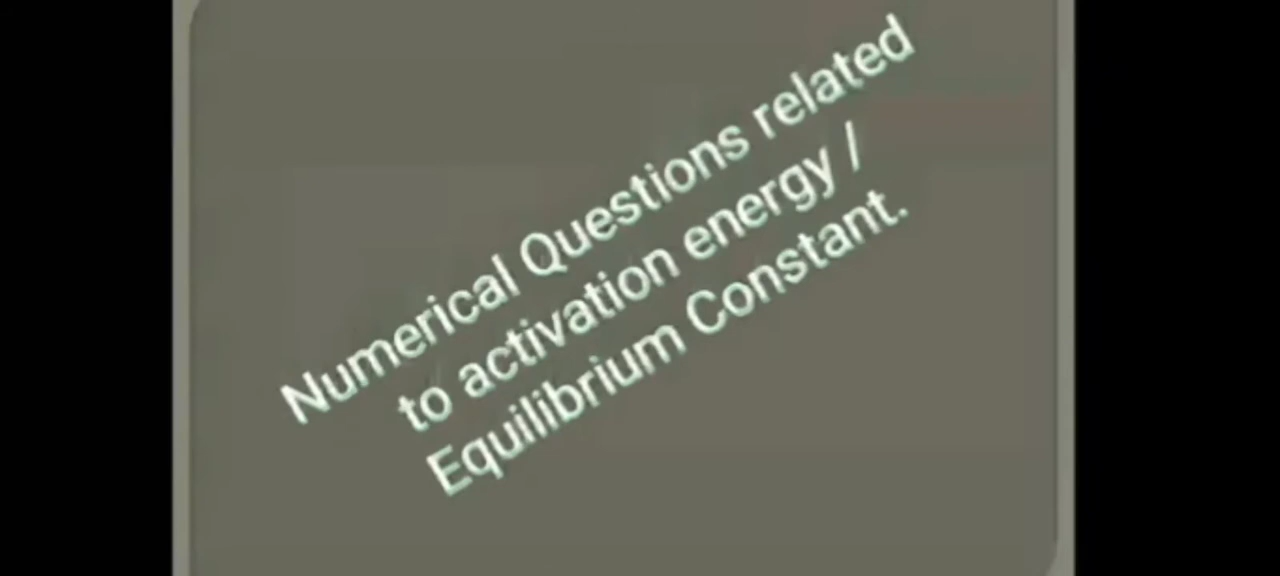 Numerical Questions related
to activation energy /
Equilibrium Constant.